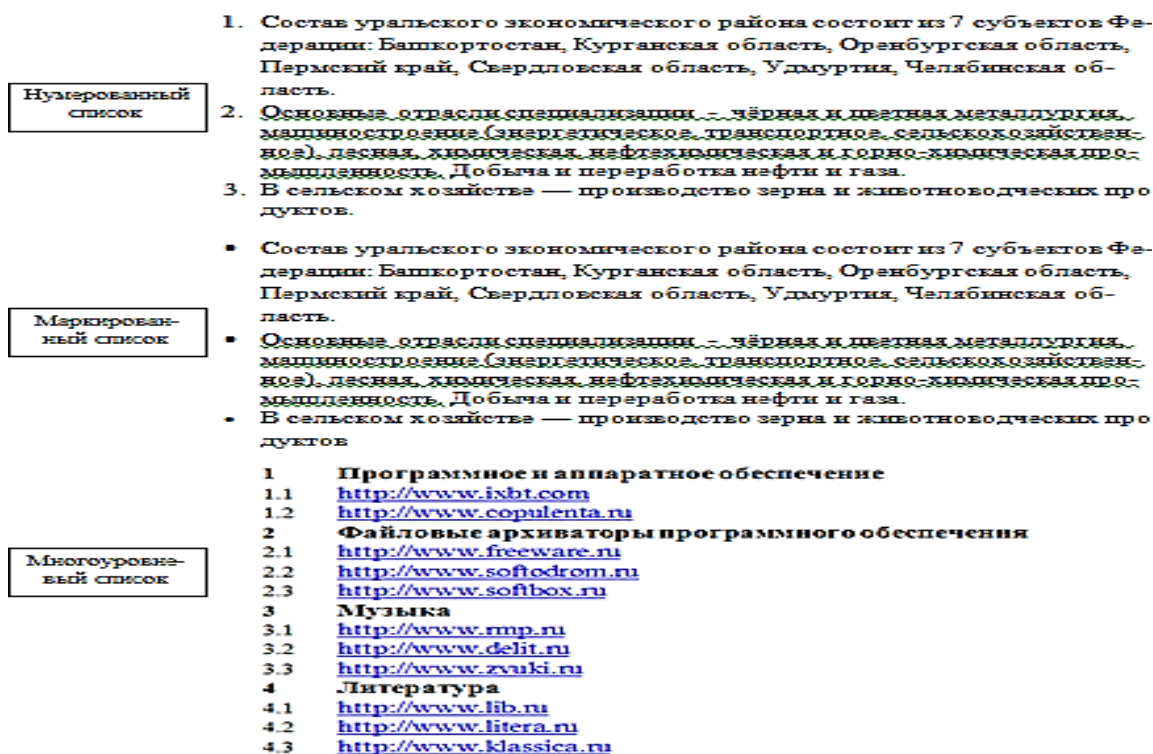 Нумерованный
список
1. Состав уральского экономического района состоит из 7 субъектов Фе-
дерации: Башкортостан, Курганская область, Оренбургская область,
Пермский край, Свердловская область, Удмуртия, Челябинская об-
ласть.
2. Основные отрасли специализации - чёрная и цветная металлургия,
машиностроение (энергетическое, транспортное, сельскохозяйствен-
ное), лесная, химическая, нефтехимическая и горно-химическая про-
мышленность. Добыча и переработка нефти и газа.
3. В сельском хозяйстве — производство зерна и животноводческих про
дуктов.
Маркирован-
ный список
• Состав уральского экономического района состоит из 7 субъектов Фе-
дерации: Башкортостан, Курганская область, Оренбургская область,
Пермский край, Свердловская область, Удмуртия, Челябинская об-
ласть.
• Основные отрасли специализации - чёрная и цветная металлургия,
машиностроение (энергетическое, транспортное, сельскохозяйствен-
ное), лесная, химическая, нефтехимическая и горно-химическая про-
мышленность. Добыча и переработка нефти и газа.
• В сельском хозяйстве — производство зерна и животноводческих про
дуктов
Многоуровне-
вый список
1 Программное и аппаратное обеспечение
1.1 http://www.ixbt.com
1.2 http://www.copulenta.ru
2 Файловые архиваторы программного обеспечения
2.1 http://www.freeware.ru
2.2 http://www.softodrom.ru
2.3 http://www.softbox.ru
3 Музыка
3.1 http://www.rmp.ru
3.2 http://www.delit.ru
3.3 http://www.zvuki.ru
4 Литература
4.1 http://www.lib.ru
4.2 http://www.litera.ru
4.3 http://www.klassica.ru